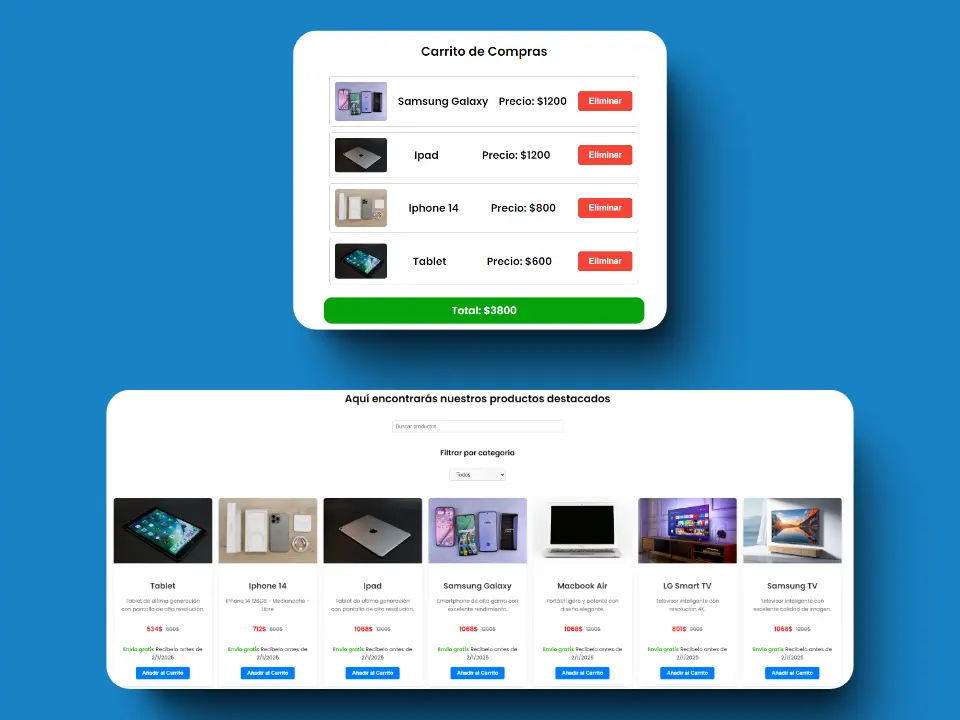 Carrito de Compras
Samsung Galaxy Precio: $1200 Eliminar
Ipad Precio: $1200 Eliminar
Iphone 14 Precio: $800 Eliminar
Tablet Precio: $600 Eliminar
Total: $3800
Aquí encontrarás nuestros productos destacados
Buscar productos
Filtrar por categoria
Todos
Tablet
Tablet de última generación
con pantalla de alta resolución.
534$ 600$
Envío gratis Recíbelo antes de
2/1/2025
Añadir al Carrito
Iphone 14
iPhone 14 128GB - Medianoche -
Libre
712$ 800$
Envío gratis Recíbelo antes de
2/1/2025
Añadir al Carrito
Ipad
Tablet de última generación
con pantalla de alta resolución.
1068$ 1200$
Envío gratis Recíbelo antes de
2/1/2025
Añadir al Carrito
Samsung Galaxy
Smartphone de alta gama con
excelente rendimiento.
1068$ 1200$
Envío gratis Recíbelo antes de
2/1/2025
Añadir al Carrito
Macbook Air
Portátil ligero y potente con
diseño elegante.
1068$ 1200$
Envío gratis Recíbelo antes de
2/1/2025
Añadir al Carrito
LG Smart TV
Televisor inteligente con
resolución 4K.
801$ 900$
Envío gratis Recíbelo antes de
2/1/2025
Añadir al Carrito
Samsung TV
Televisor inteligente con
excelente calidad de imagen.
1068$ 1200$
Envío gratis Recíbelo antes de
2/1/2025
Añadir al Carrito